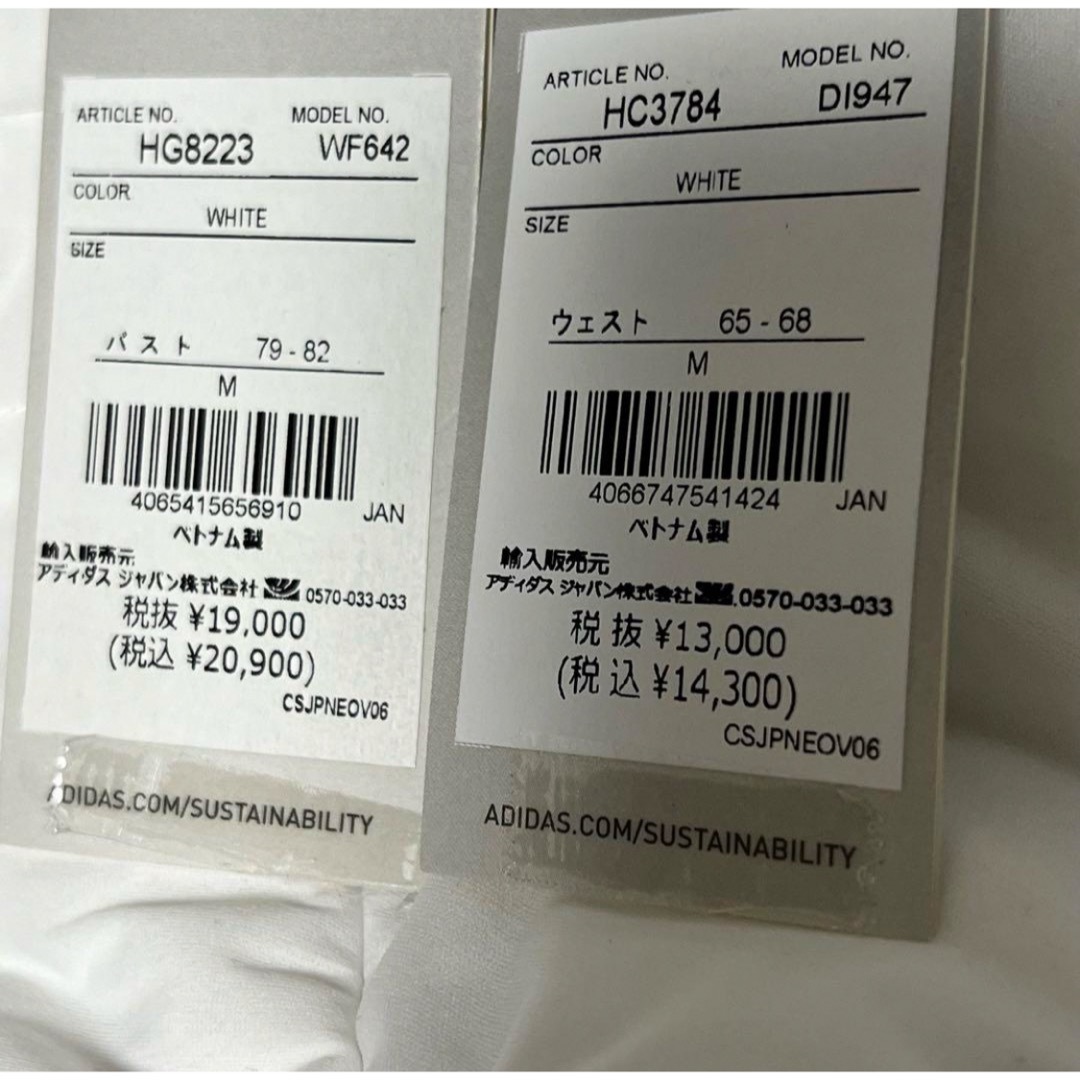 ARTICLE NO. MODEL NO.
HG8223 WF642
COLOR
WHITE
SIZE
バスト 79 - 82
M
4065415656910 JAN
ベトナム製
輸入販売元
アディダス ジャパン株式会社 0570-033-033
税抜 ¥19,000
(税込 ¥20,900)
CSJPNEOV06
ADIDAS.COM/SUSTAINABILITY
ARTICLE NO. MODEL NO.
HC3784 DI947
COLOR
WHITE
SIZE
ウェスト 65 - 68
M
4066747541424 JAN
ベトナム製
輸入販売元
アディダス ジャパン株式会社 0570-033-033
税抜 ¥13,000
(税込 ¥14,300)
CSJPNEOV06
ADIDAS.COM/SUSTAINABILITY